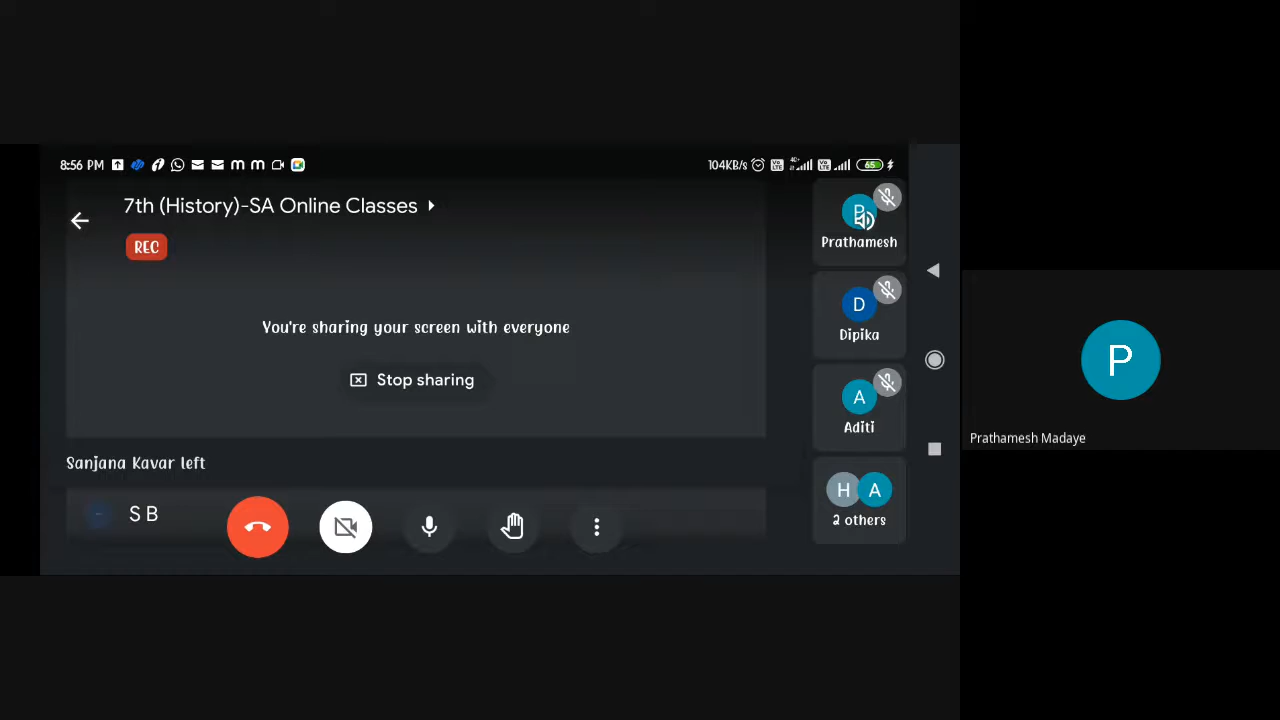 8:56 PM
104KB/s
65
7th (History)-SA Online Classes
REC
You're sharing your screen with everyone
Stop sharing
Sanjana Kavar left
S B
P
Prathamesh
D
Dipika
A
Aditi
H A
2 others
P
Prathamesh Madaye